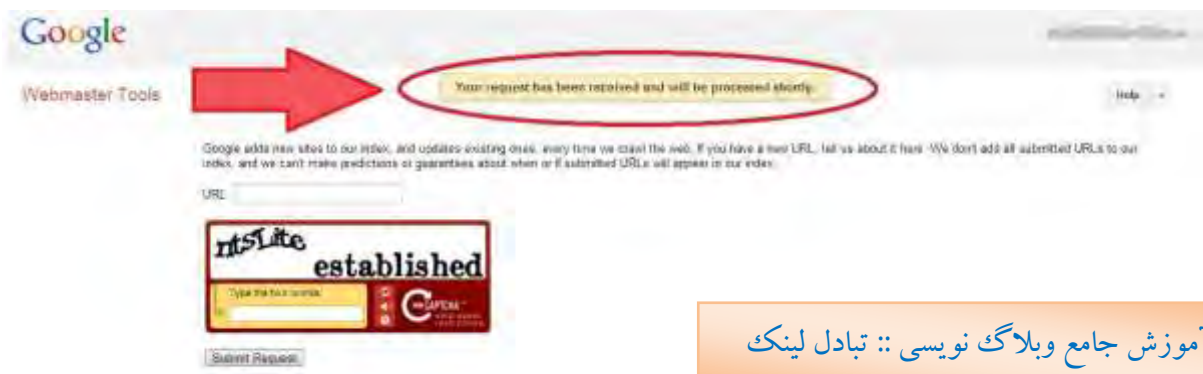 Google
Webmaster Tools
Your request has been received and will be processed shortly.
Help
Google adds new sites to our index, and updates existing ones, every time we crawl the web. If you have a new URL, tell us about it here. We don't add all submitted URLs to our
index, and we can't make predictions or guarantees about when or if submitted URLs will appear in our index.
URL
established
Type the two words:
Submit Request
آموزش جامع وبلاگ نویسی :: تبادل لینک